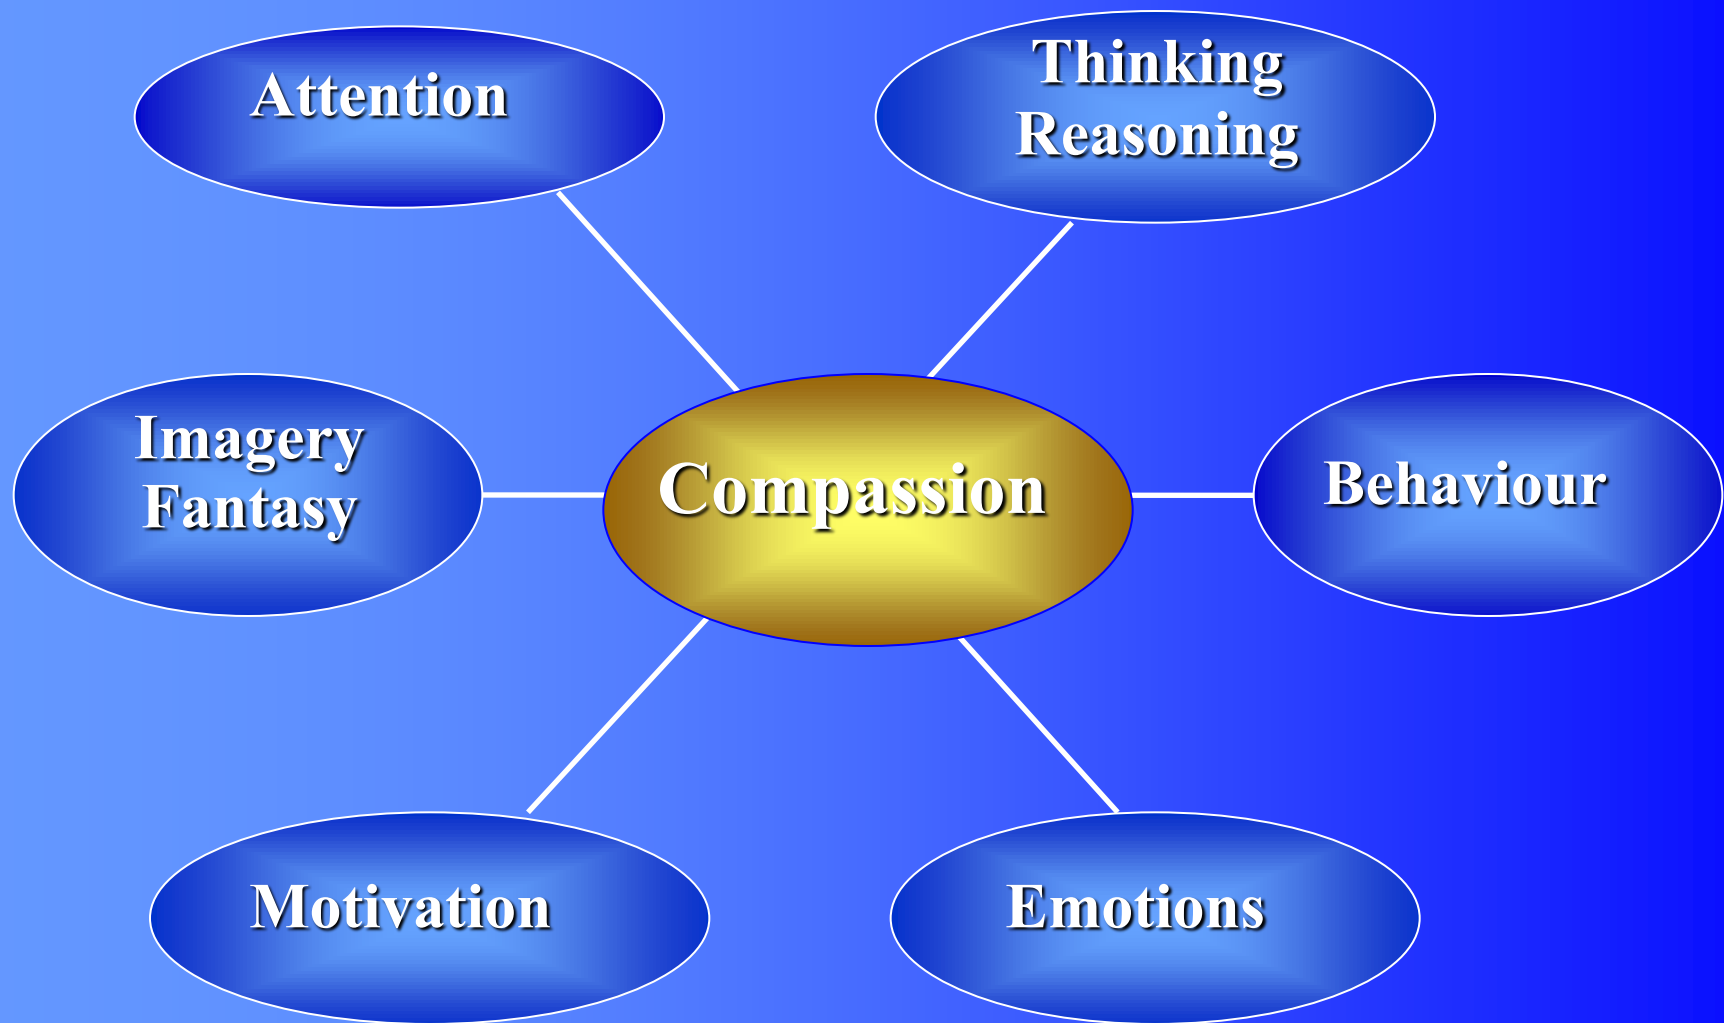 Attention
Thinking
Reasoning
Imagery
Fantasy
Compassion
Behaviour
Motivation
Emotions